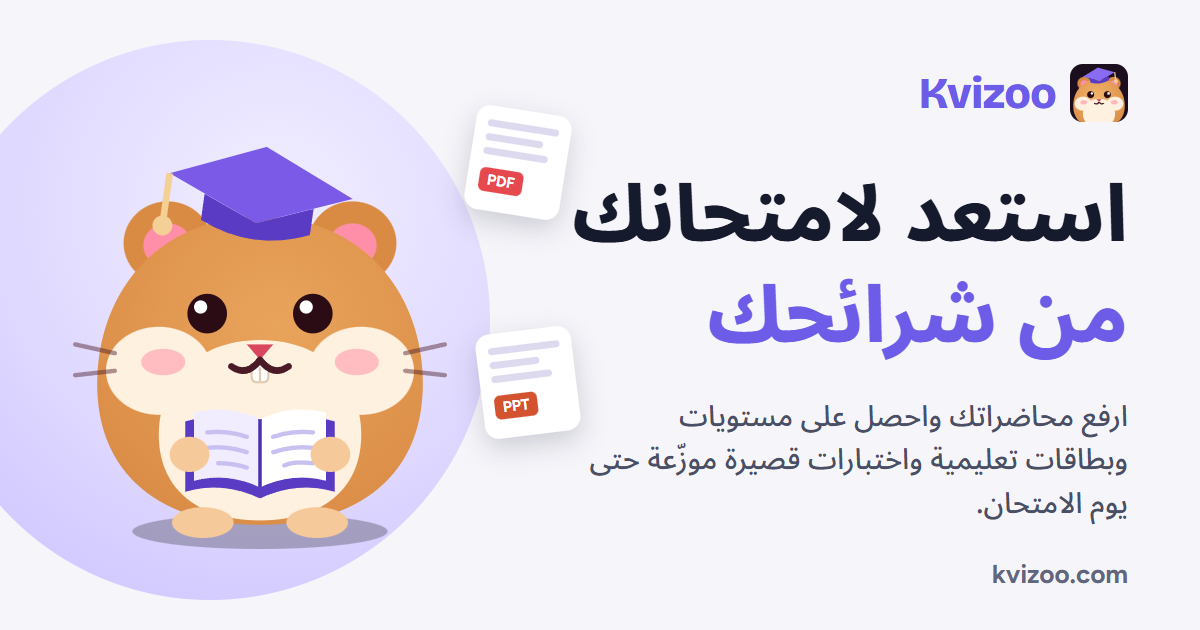 Kvizoo
استعد لامتحانك
من شرائحك
ارفع محاضراتك واحصل على مستويات
وبطاقات تعليمية واختبارات قصيرة موزّعة حتى
يوم الامتحان.
kvizoo.com
PDF
PPT